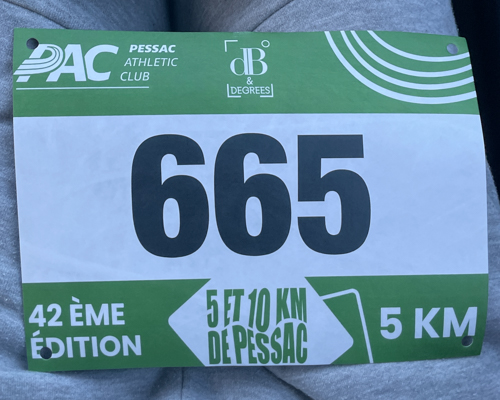 PAC
PESSAC
ATHLETIC
CLUB
dB°
& DEGREES
665
42 ÈME
ÉDITION
5 ET 10 KM
DE PESSAC
5 KM